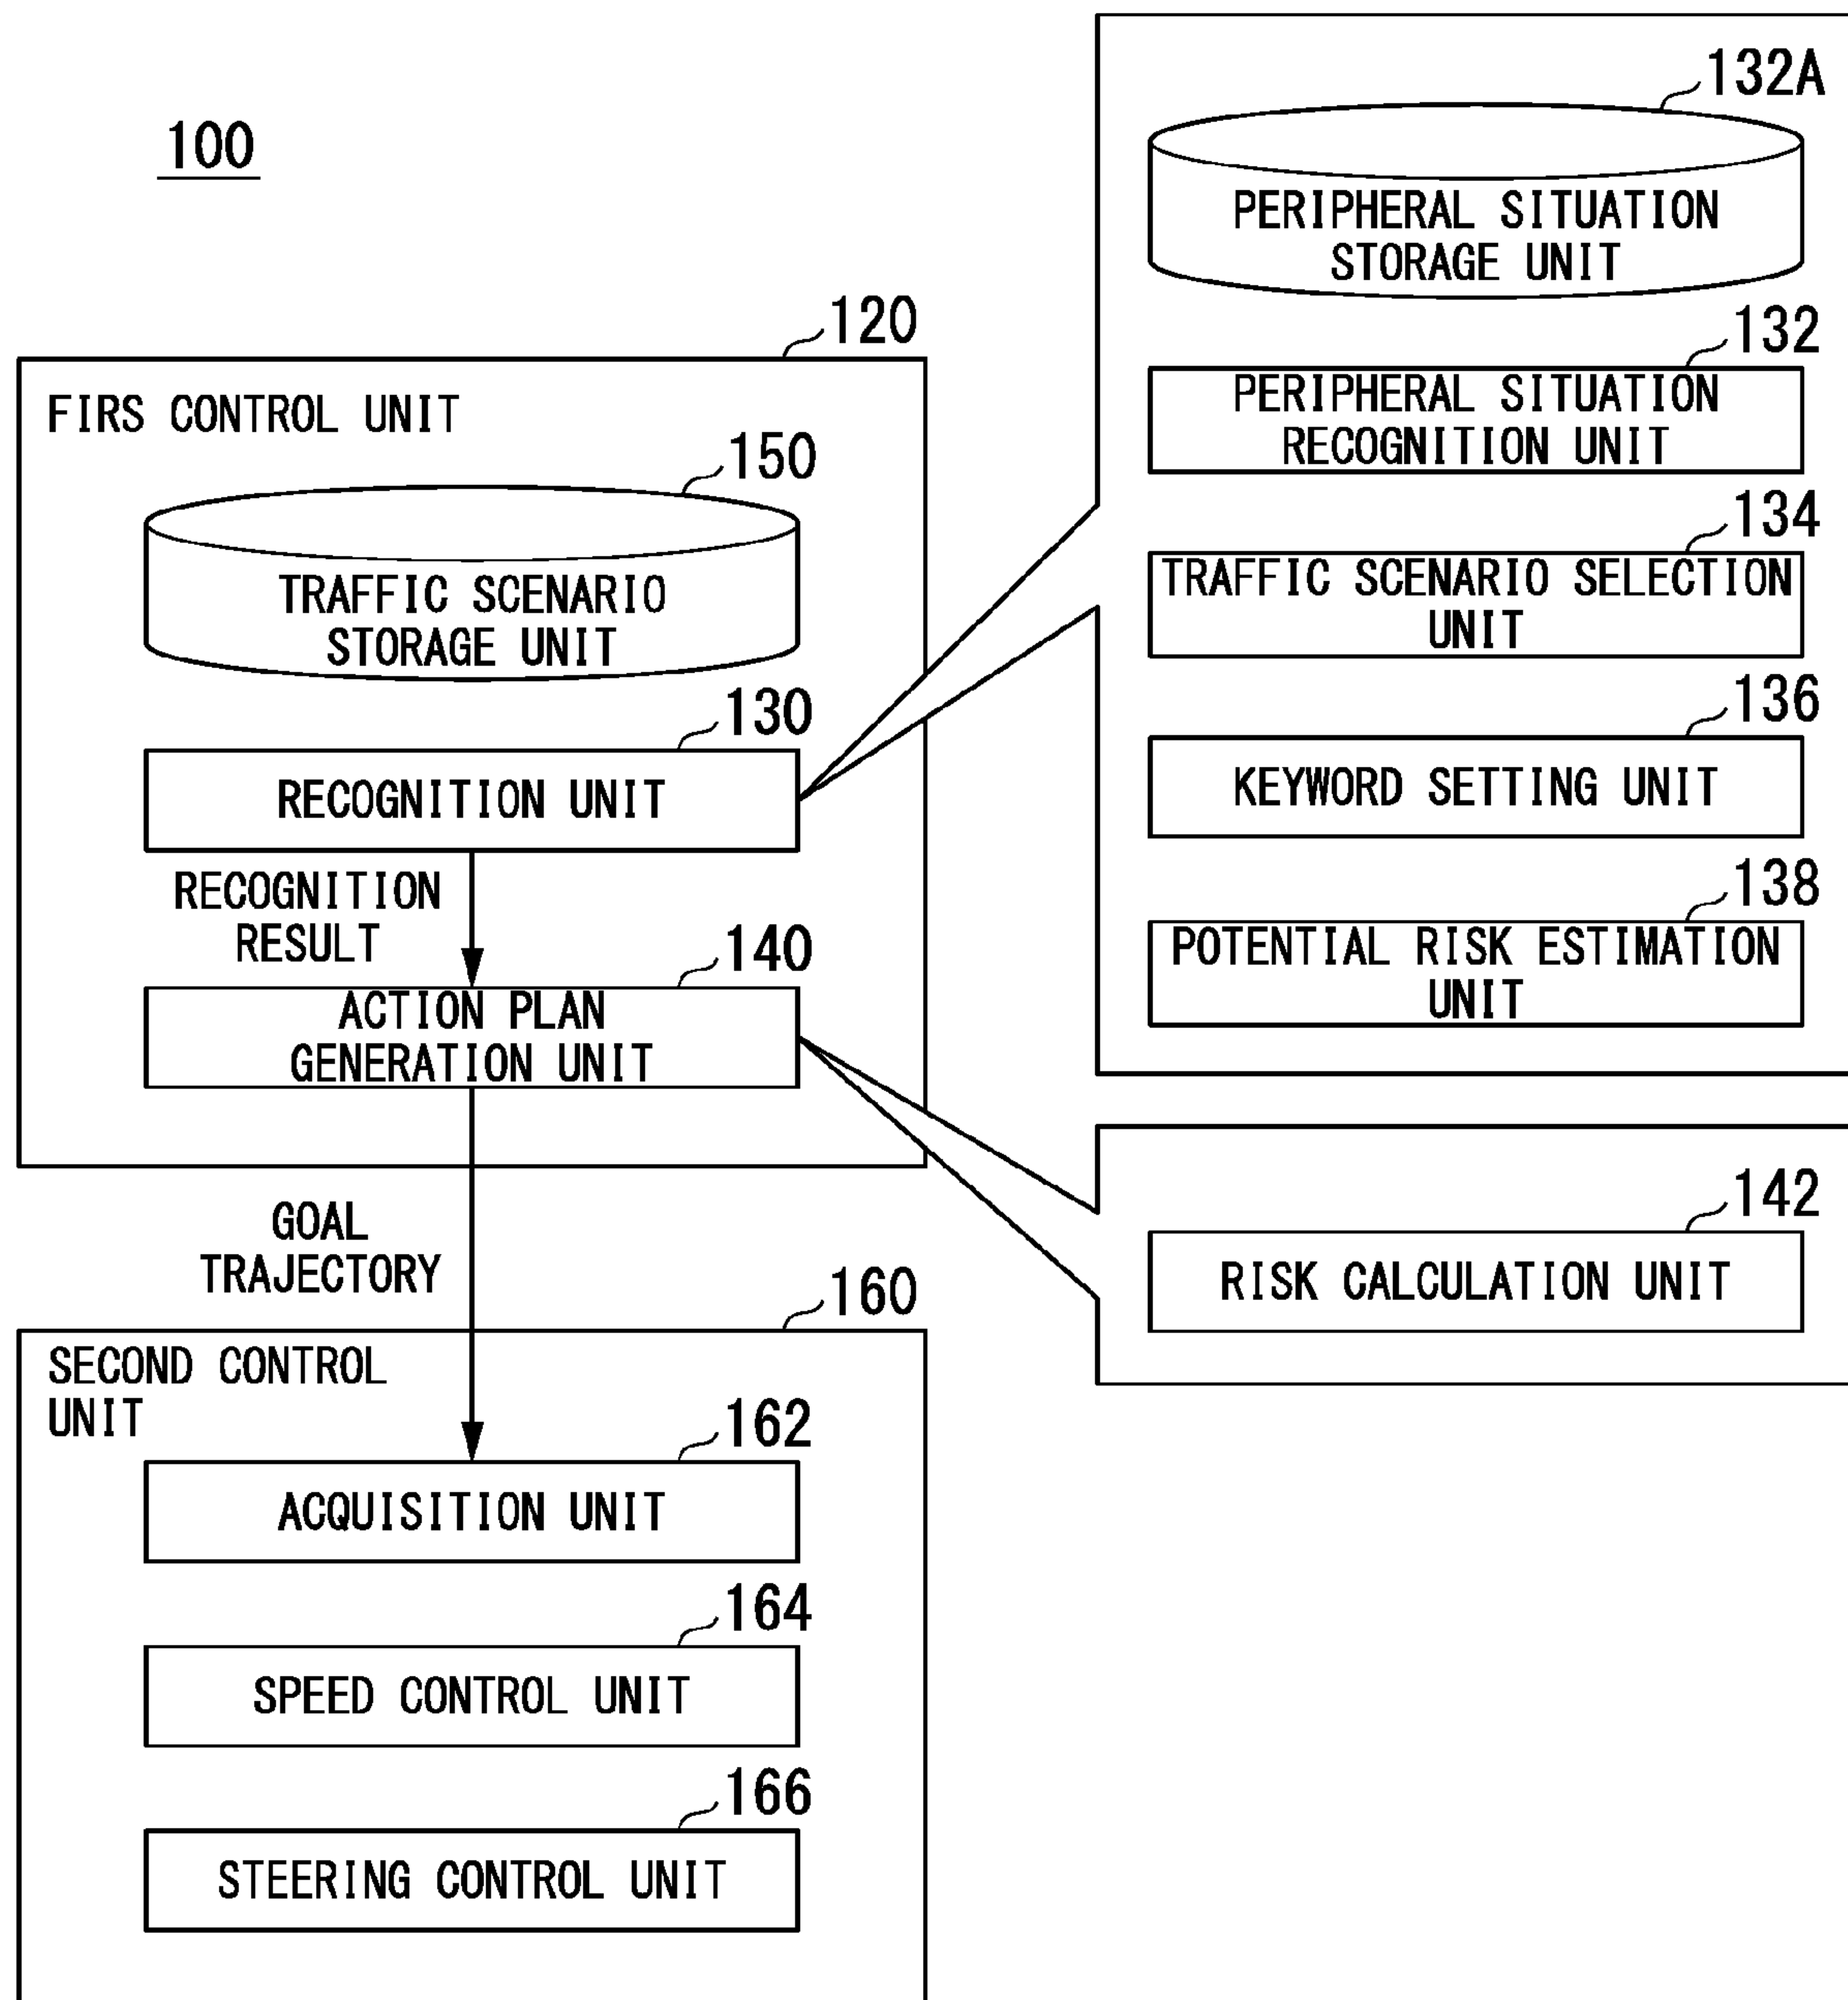 100
120
FIRS CONTROL UNIT
150
TRAFFIC SCENARIO
STORAGE UNIT
130
RECOGNITION UNIT
RECOGNITION
RESULT
140
ACTION PLAN
GENERATION UNIT
GOAL
TRAJECTORY
160
SECOND CONTROL
UNIT
162
ACQUISITION UNIT
164
SPEED CONTROL UNIT
166
STEERING CONTROL UNIT
132A
PERIPHERAL SITUATION
STORAGE UNIT
132
PERIPHERAL SITUATION
RECOGNITION UNIT
134
TRAFFIC SCENARIO SELECTION
UNIT
136
KEYWORD SETTING UNIT
138
POTENTIAL RISK ESTIMATION
UNIT
142
RISK CALCULATION UNIT